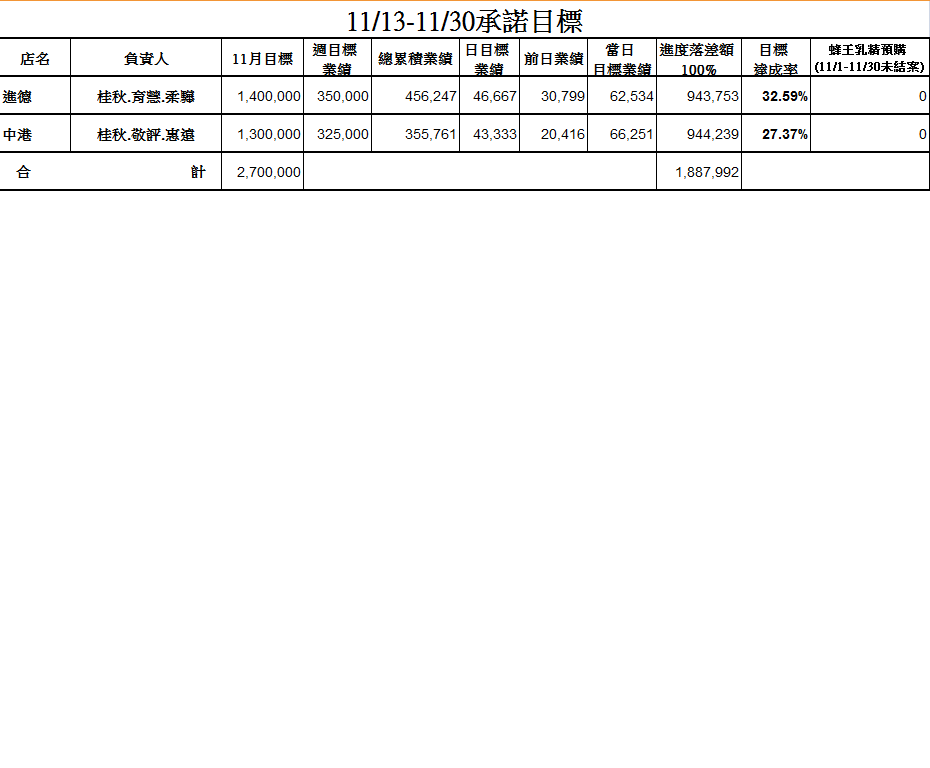 11/13-11/30承諾目標
店名 負責人 11月目標 週目標業績 總累積業績 日目標業績 前日業績 當日目標業績 進度落差額100% 目標達成率 蜂王乳精預購(11/1-11/30未結案)
進德 桂秋.育慧.柔驊 1,400,000 350,000 456,247 46,667 30,799 62,534 943,753 32.59% 0
中港 桂秋.敬評.惠遠 1,300,000 325,000 355,761 43,333 20,416 66,251 944,239 27.37% 0
合計 2,700,000 1,887,992